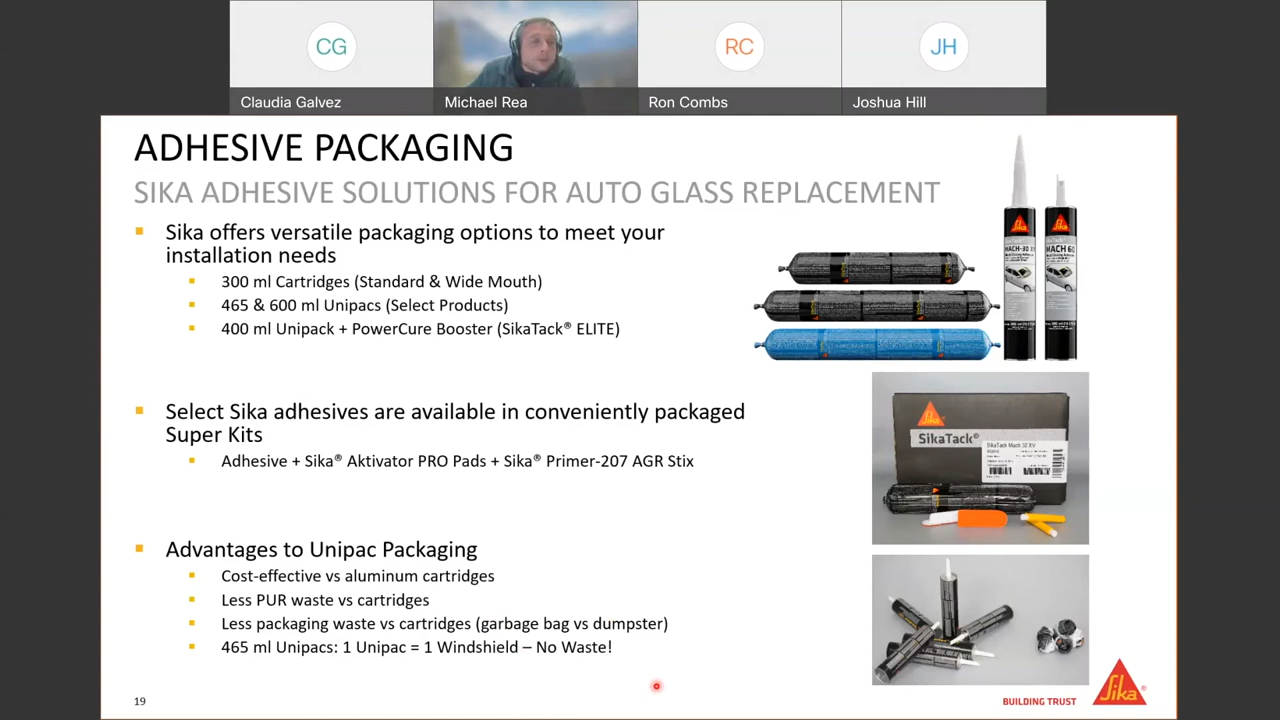 CG
RC
JH
Claudia Galvez
Michael Rea
Ron Combs
Joshua Hill
ADHESIVE PACKAGING
SIKA ADHESIVE SOLUTIONS FOR AUTO GLASS REPLACEMENT
Sika offers versatile packaging options to meet your
installation needs
300 ml Cartridges (Standard & Wide Mouth)
465 & 600 ml Unipacs (Select Products)
400 ml Unipack + PowerCure Booster (SikaTack® ELITE)
MACH-30
MACH 60
Select Sika adhesives are available in conveniently packaged
Super Kits
Adhesive + Sika® Aktivator PRO Pads + Sika® Primer-207 AGR Stix
SikaTack®
Advantages to Unipac Packaging
Cost-effective vs aluminum cartridges
Less PUR waste vs cartridges
Less packaging waste vs cartridges (garbage bag vs dumpster)
465 ml Unipacs: 1 Unipac = 1 Windshield – No Waste!
19
BUILDING TRUST
Sika®